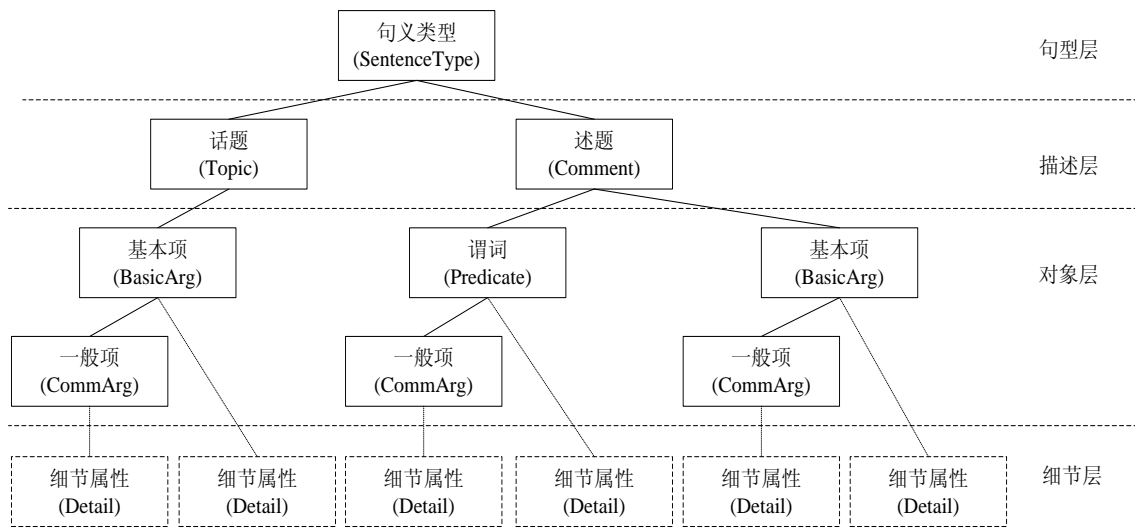 句义类型
(SentenceType)
句型层
话题
(Topic)
述题
(Comment)
描述层
基本项
(BasicArg)
谓词
(Predicate)
基本项
(BasicArg)
对象层
一般项
(CommArg)
一般项
(CommArg)
一般项
(CommArg)
细节属性
(Detail)
细节属性
(Detail)
细节属性
(Detail)
细节属性
(Detail)
细节属性
(Detail)
细节属性
(Detail)
细节层